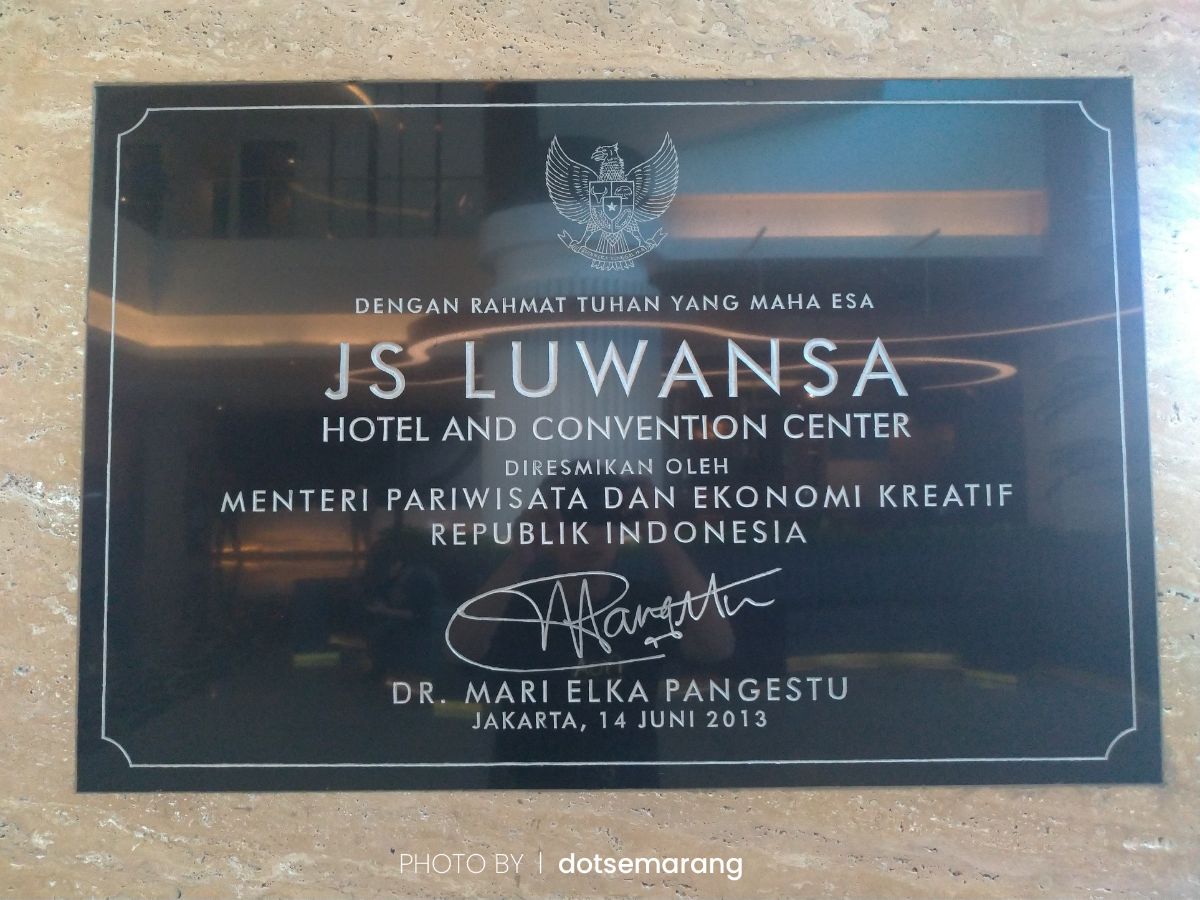 DENGAN RAHMAT TUHAN YANG MAHA ESA
JS LUWANSA
HOTEL AND CONVENTION CENTER
DIRESMIKAN OLEH
MENTERI PARIWISATA DAN EKONOMI KREATIF
REPUBLIK INDONESIA
DR. MARI ELKA PANGESTU
JAKARTA, 14 JUNI 2013
PHOTO BY | dotsemarang